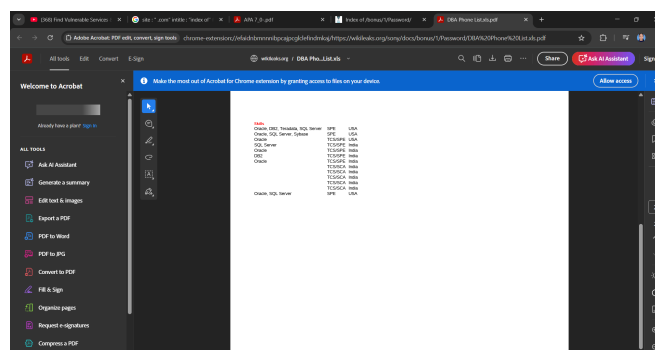 (368) Find Vulnerable Services
site : ".com" intitle : "index of" :
APA 7_0-.pdf
Index of /bonus/1/Password/
DBA Phone List.xls.pdf
Adobe Acrobat: PDF edit, convert, sign tools
chrome-extension://efaidnbmnnnibpcajpcglclefindmkaj/https://wikileaks.org/sony/docs/bonus/1/Password/DBA%20Phone%20List.xls.pdf
All tools Edit Convert E-Sign
wikileaks.org / DBA Pho...List.xls
Share
Ask AI Assistant
Sign
Welcome to Acrobat
Make the most out of Acrobat for Chrome extension by granting access to files on your device.
Allow access
Already have a plan? Sign in
ALL TOOLS
Ask AI Assistant
Generate a summary
Edit text & images
Export a PDF
PDF to Word
PDF to JPG
Convert to PDF
Fill & Sign
Organize pages
Request e-signatures
Compress a PDF
Skills
Oracle, DB2, Teradata, SQL Server SPE USA
Oracle, SQL Server, Sybase SPE USA
Oracle TCS/SPE USA
SQL Server TCS/SPE India
Oracle TCS/SPE India
DB2 TCS/SPE India
Oracle TCS/SPE India
TCS/SCA India
TCS/SCA India
TCS/SCA India
TCS/SCA India
TCS/SCA India
Oracle, SQL Server SPE USA